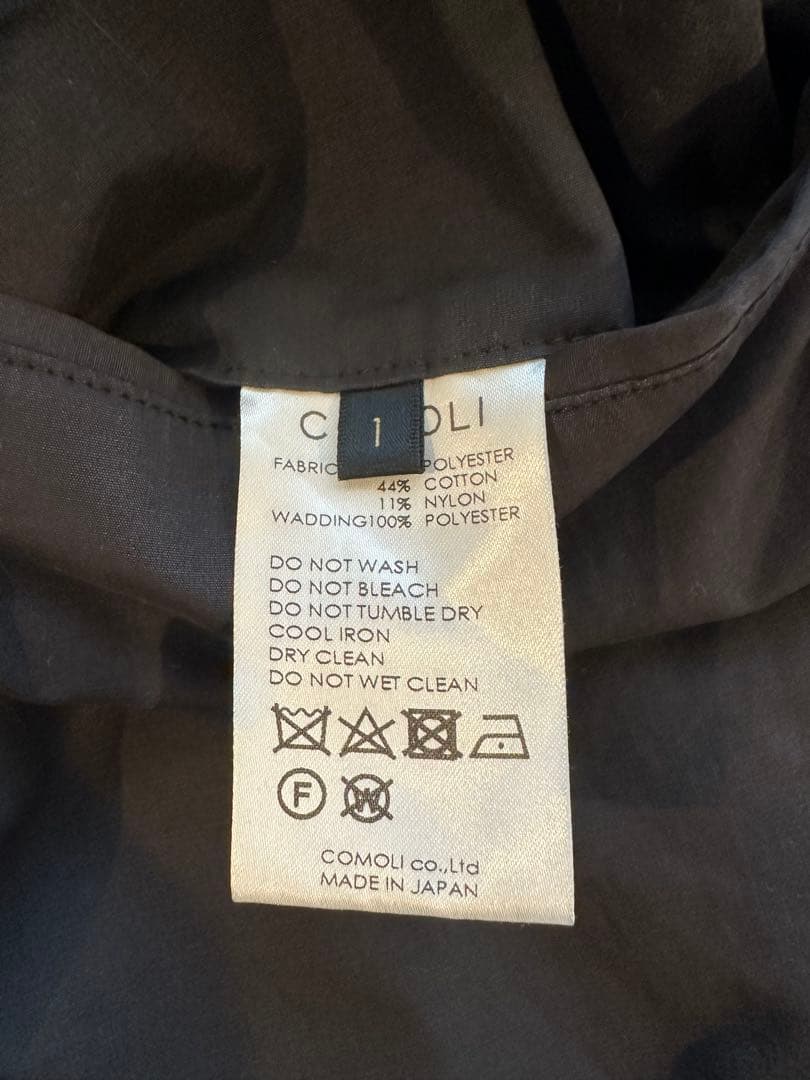 C OLI
1
FABRIC POLYESTER
44% COTTON
11% NYLON
WADDING100% POLYESTER
DO NOT WASH
DO NOT BLEACH
DO NOT TUMBLE DRY
COOL IRON
DRY CLEAN
DO NOT WET CLEAN
F W
COMOLI co.,Ltd
MADE IN JAPAN